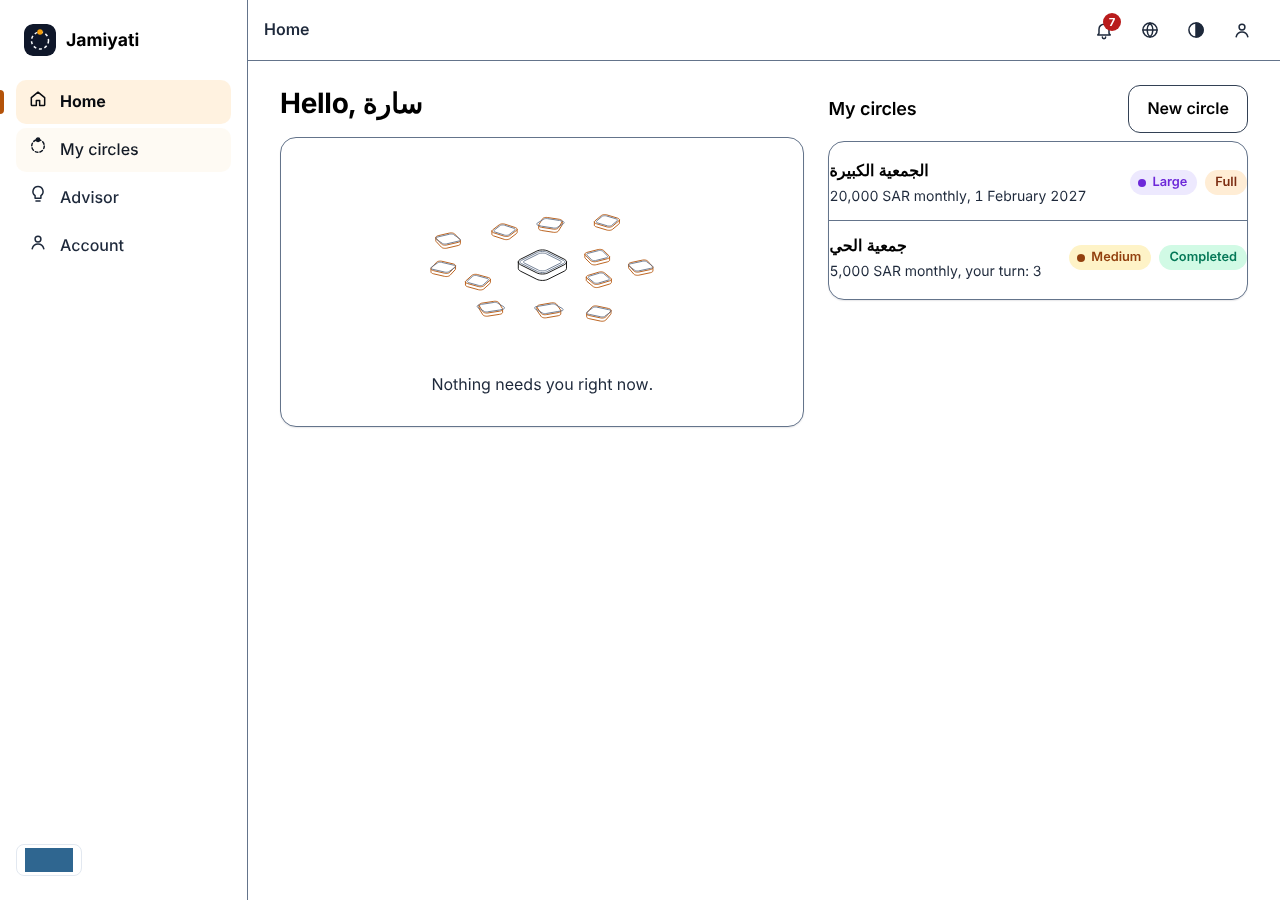 Jamiyati
Home
My circles
Advisor
Account
Home
7
Hello, سارة
Nothing needs you right now.
My circles
New circle
الجمعية الكبيرة
20,000 SAR monthly, 1 February 2027
Large
Full
جمعية الحي
5,000 SAR monthly, your turn: 3
Medium
Completed